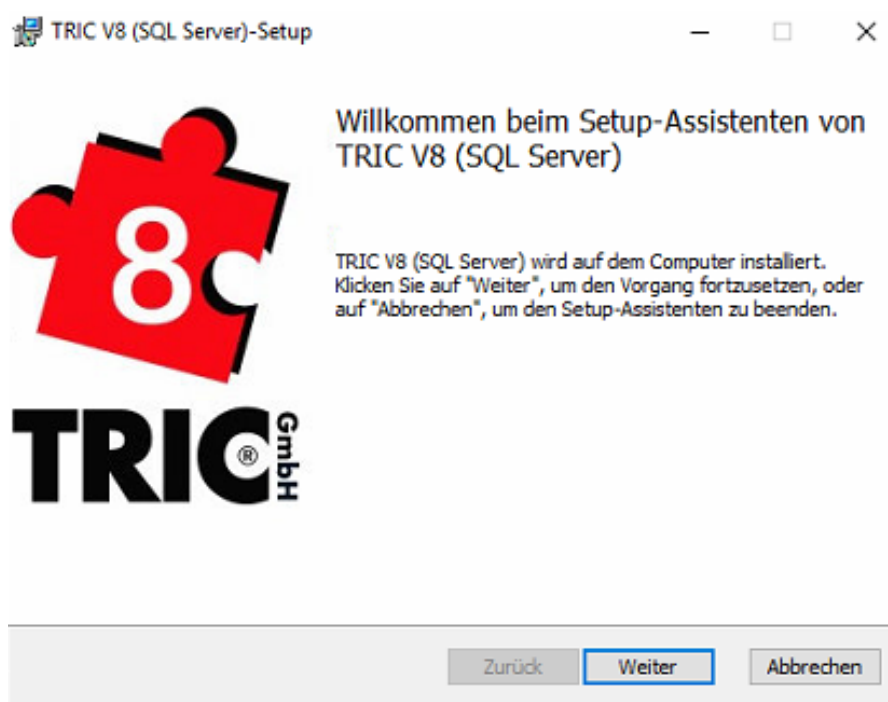 TRIC V8 (SQL Server)-Setup
Willkommen beim Setup-Assistenten von
TRIC V8 (SQL Server)
8
TRIC V8 (SQL Server) wird auf dem Computer installiert.
Klicken Sie auf "Weiter", um den Vorgang fortzusetzen, oder
auf "Abbrechen", um den Setup-Assistenten zu beenden.
TRIC® GmbH
Zurück Weiter Abbrechen